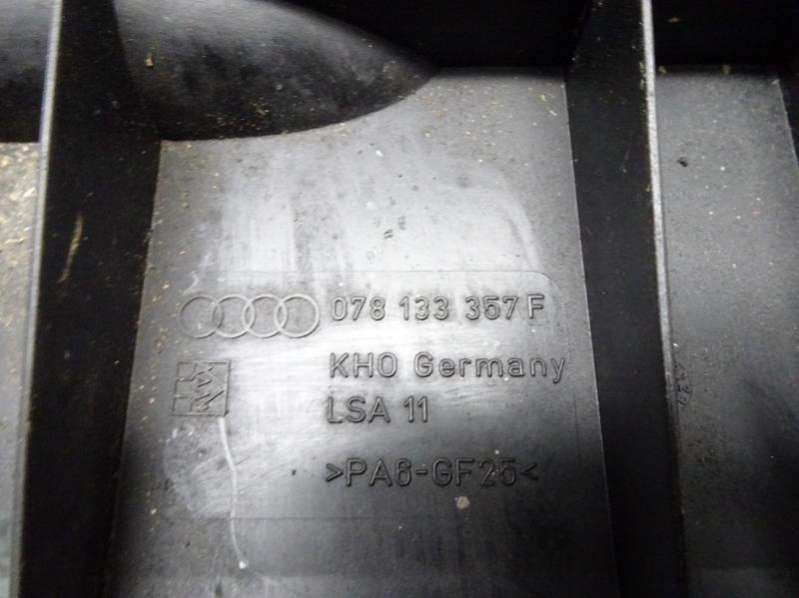 078 133 357 F
KHO Germany
LSA 11
>PA6-GF25<